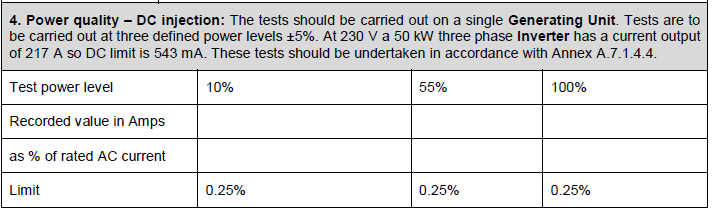 4. Power quality – DC injection: The tests should be carried out on a single Generating Unit. Tests are to
be carried out at three defined power levels ±5%. At 230 V a 50 kW three phase Inverter has a current output
of 217 A so DC limit is 543 mA. These tests should be undertaken in accordance with Annex A.7.1.4.4.
Test power level 10% 55% 100%
Recorded value in Amps
as % of rated AC current
Limit 0.25% 0.25% 0.25%